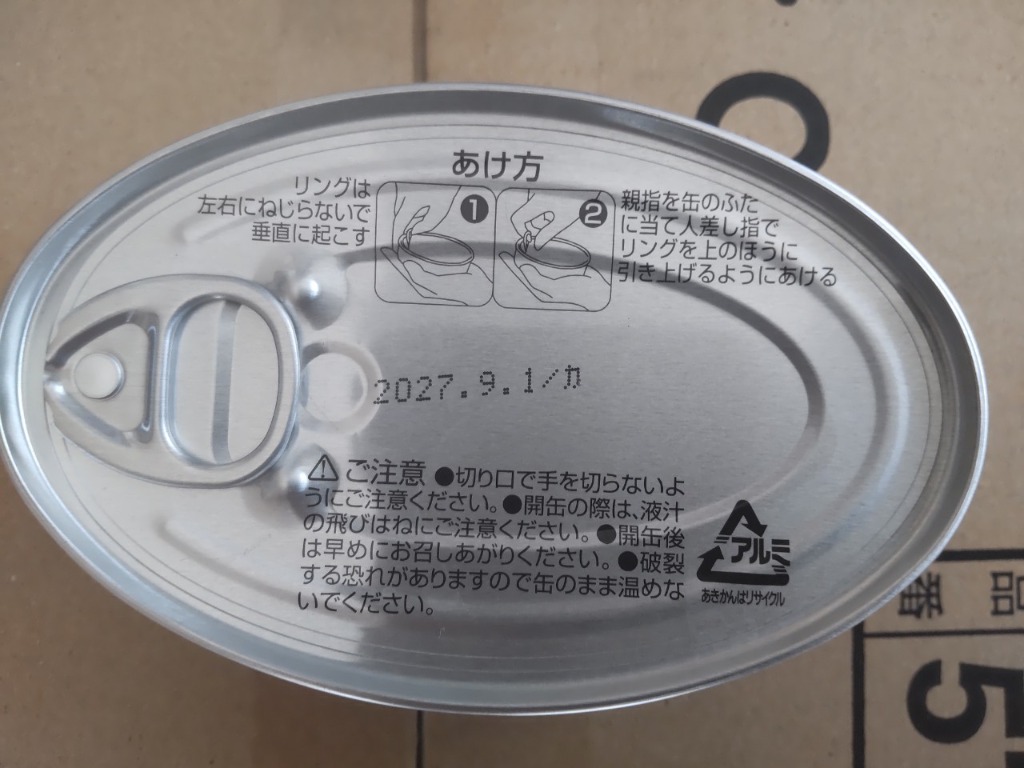 あけ方
リングは
左右にねじらないで
垂直に起こす
1
2
親指を缶のふた
に当て人差し指で
リングを上のほうに
引き上げるようにあける
2027.9.1/カ
ご注意 ●切り口で手を切らないよ
うにご注意ください。●開缶の際は、液汁
の飛びはねにご注意ください。●開缶後
は早めにお召しあがりください。●破裂
する恐れがありますので缶のまま温めな
いでください。
アルミ
あきかんはリサイクル
品
番
5